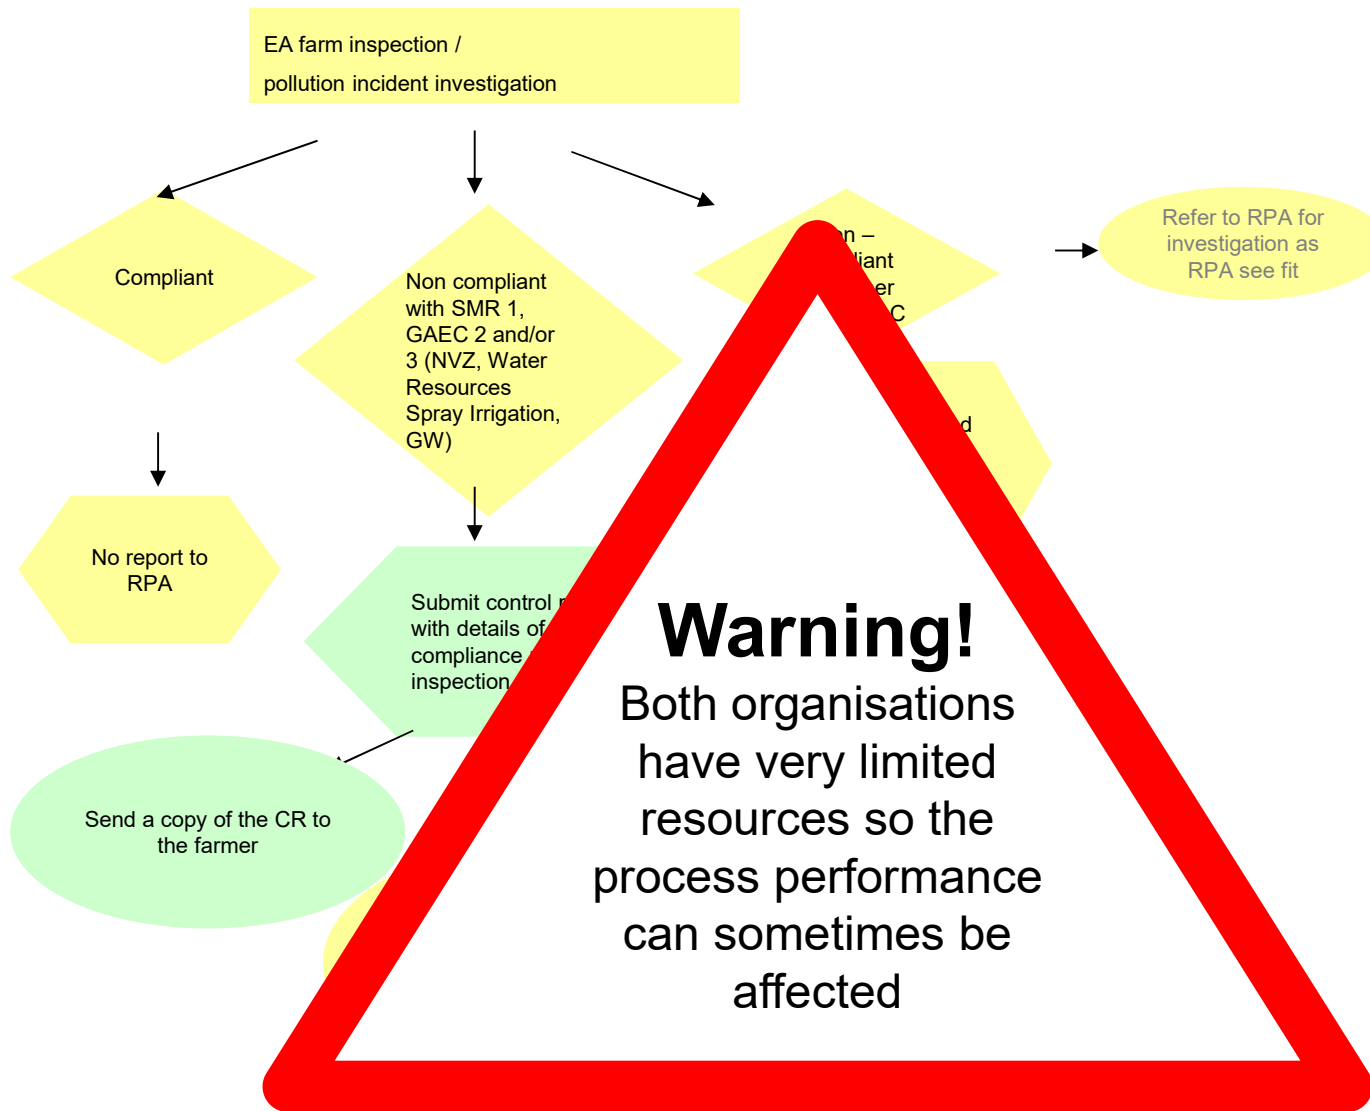 EA farm inspection /
pollution incident investigation
Compliant
Non compliant
with SMR 1,
GAEC 2 and/or
3 (NVZ, Water
Resources
Spray Irrigation,
GW)
Refer to RPA for
investigation as
RPA see fit
No report to
RPA
Submit control
with details of
compliance
inspection
Send a copy of the CR to
the farmer
Warning!
Both organisations
have very limited
resources so the
process performance
can sometimes be
affected